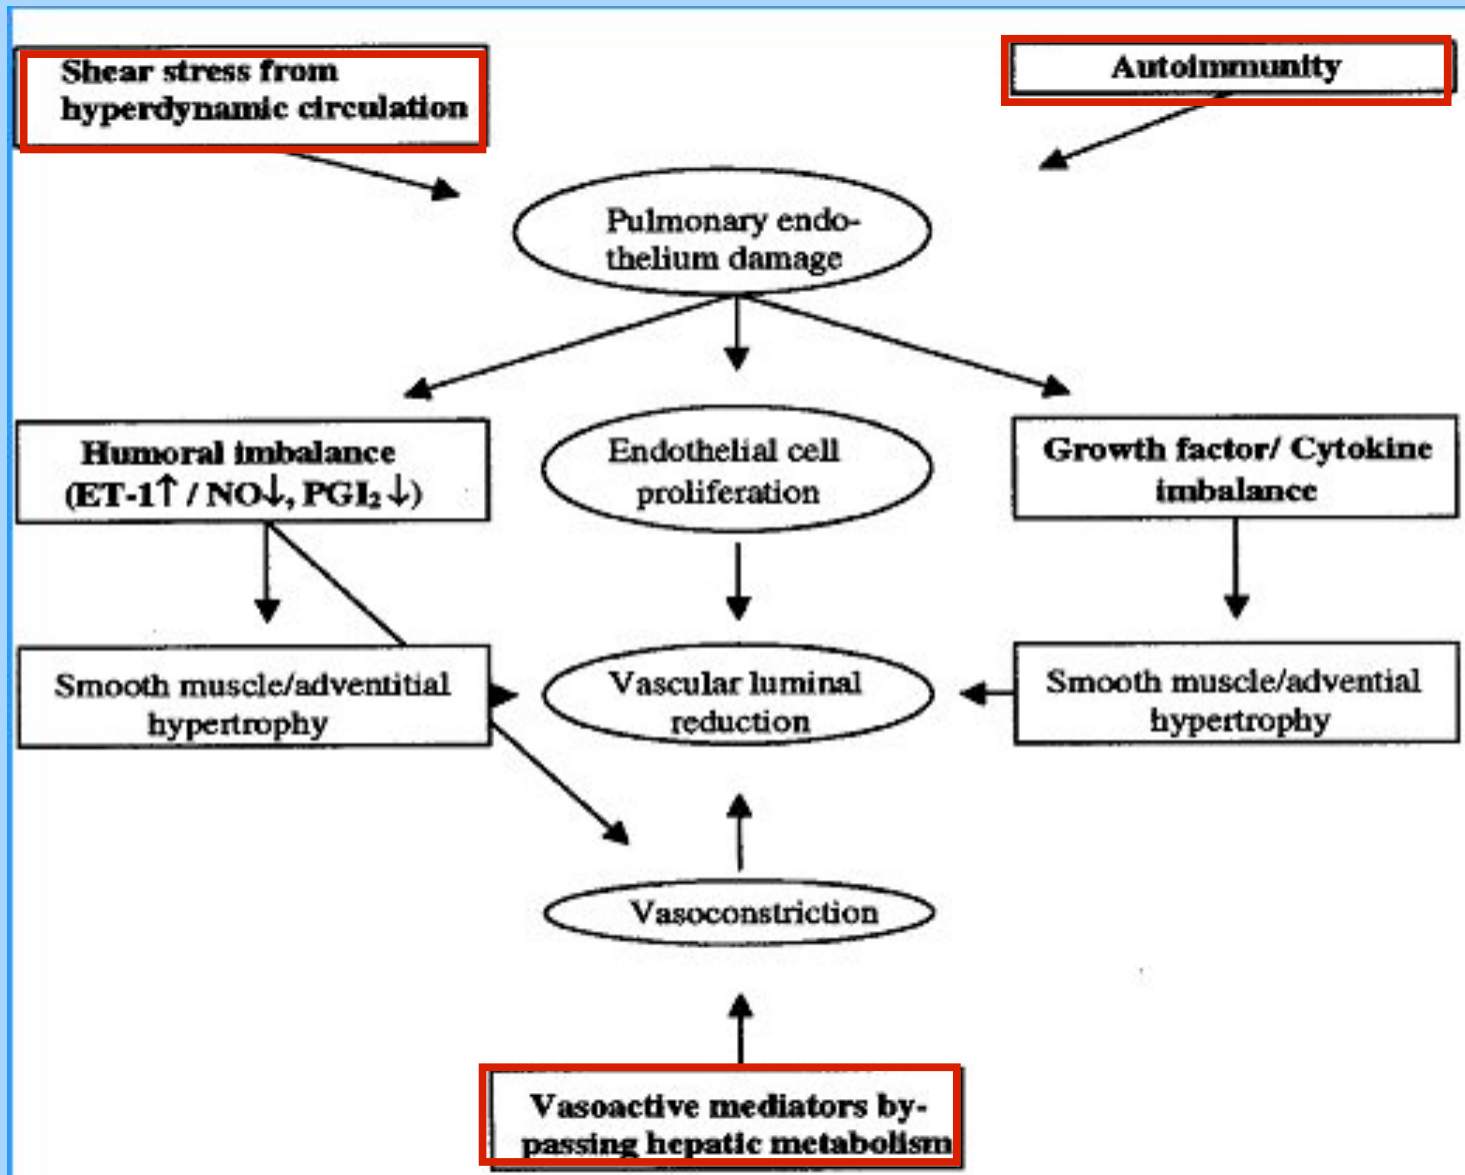 Shear stress from
hyperdynamic circulation
Autoimmunity
Pulmonary endo-
thelium damage
Humoral imbalance
(ET-1↑ / NO↓, PGI₂ ↓)
Endothelial cell
proliferation
Growth factor/ Cytokine
imbalance
Smooth muscle/adventitial
hypertrophy
Vascular luminal
reduction
Smooth muscle/advential
hypertrophy
Vasoconstriction
Vasoactive mediators by-
passing hepatic metabolism